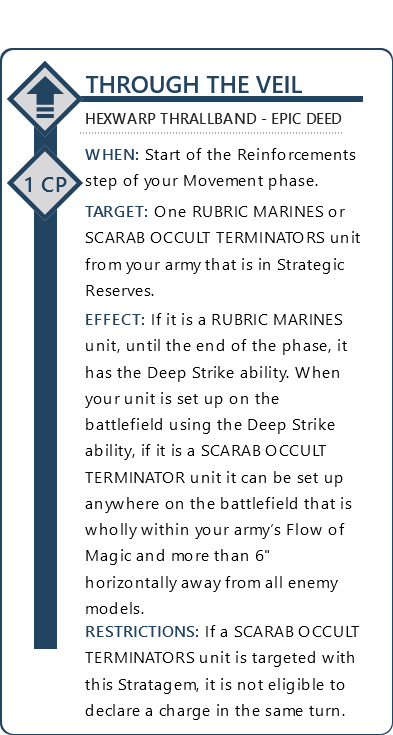 THROUGH THE VEIL
HEXWARP THRALLBAND - EPIC DEED
1 CP
WHEN: Start of the Reinforcements
step of your Movement phase.
TARGET: One RUBRIC MARINES or
SCARAB OCCULT TERMINATORS unit
from your army that is in Strategic
Reserves.
EFFECT: If it is a RUBRIC MARINES
unit, until the end of the phase, it
has the Deep Strike ability. When
your unit is set up on the
battlefield using the Deep Strike
ability, if it is a SCARAB OCCULT
TERMINATOR unit it can be set up
anywhere on the battlefield that is
wholly within your army's Flow of
Magic and more than 6"
horizontally away from all enemy
models.
RESTRICTIONS: If a SCARAB OCCULT
TERMINATORS unit is targeted with
this Stratagem, it is not eligible to
declare a charge in the same turn.